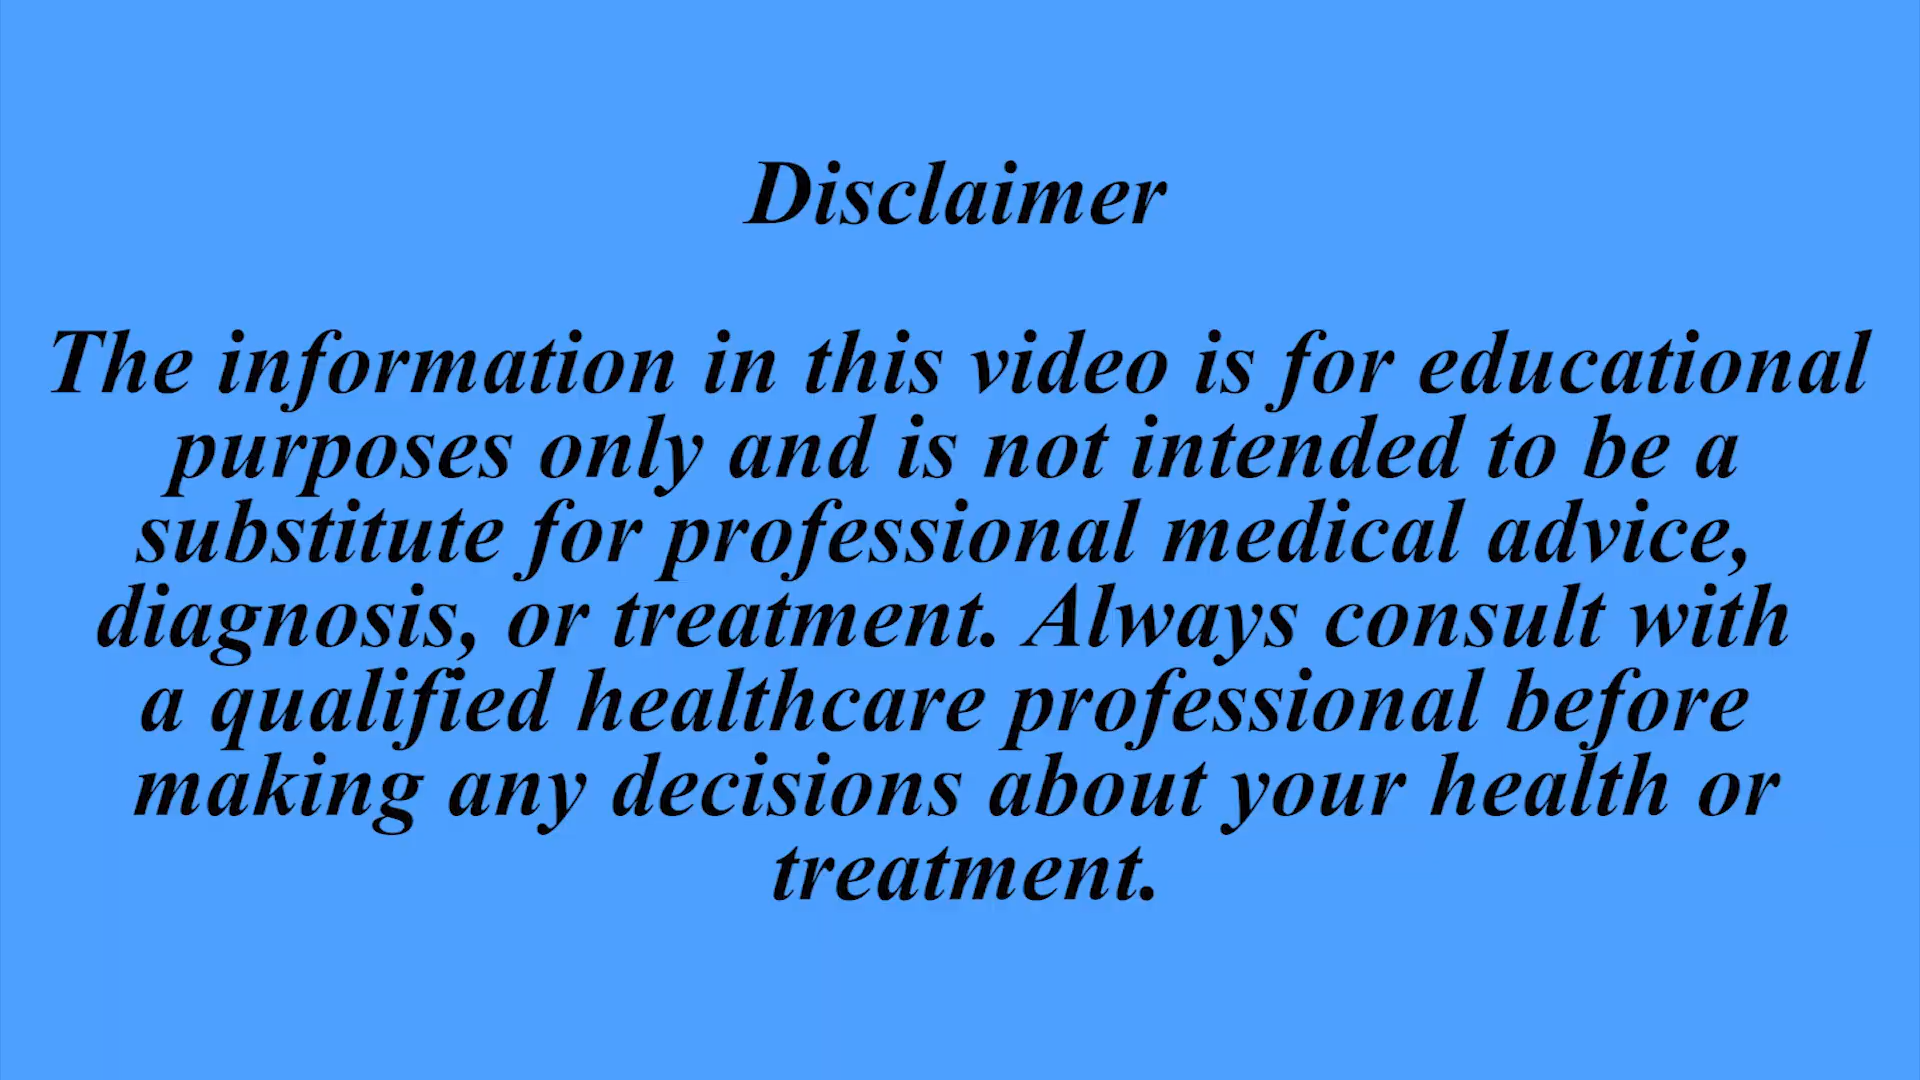 Disclaimer
The information in this video is for educational
purposes only and is not intended to be a
substitute for professional medical advice,
diagnosis, or treatment. Always consult with
a qualified healthcare professional before
making any decisions about your health or
treatment.